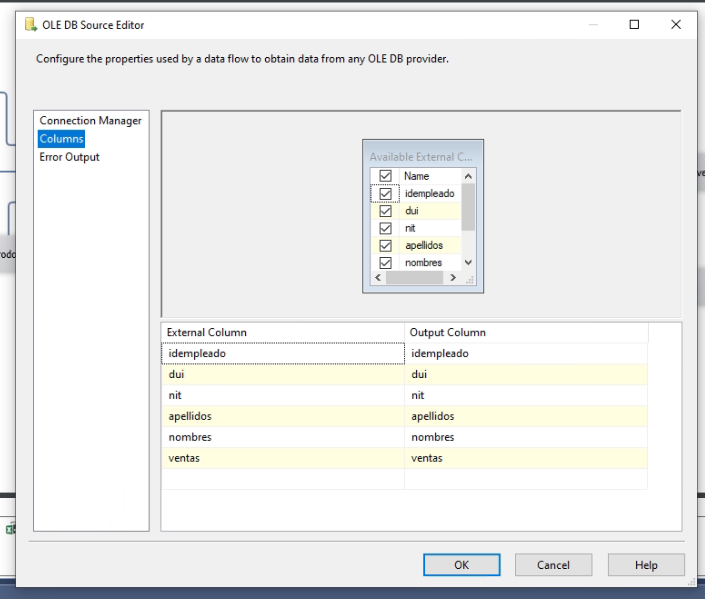 OLE DB Source Editor
Configure the properties used by a data flow to obtain data from any OLE DB provider.
Connection Manager
Columns
Error Output
Available External C...
Name
idempleado
dui
nit
apellidos
nombres
External Column Output Column
idempleado idempleado
dui dui
nit nit
apellidos apellidos
nombres nombres
ventas ventas
OK Cancel Help